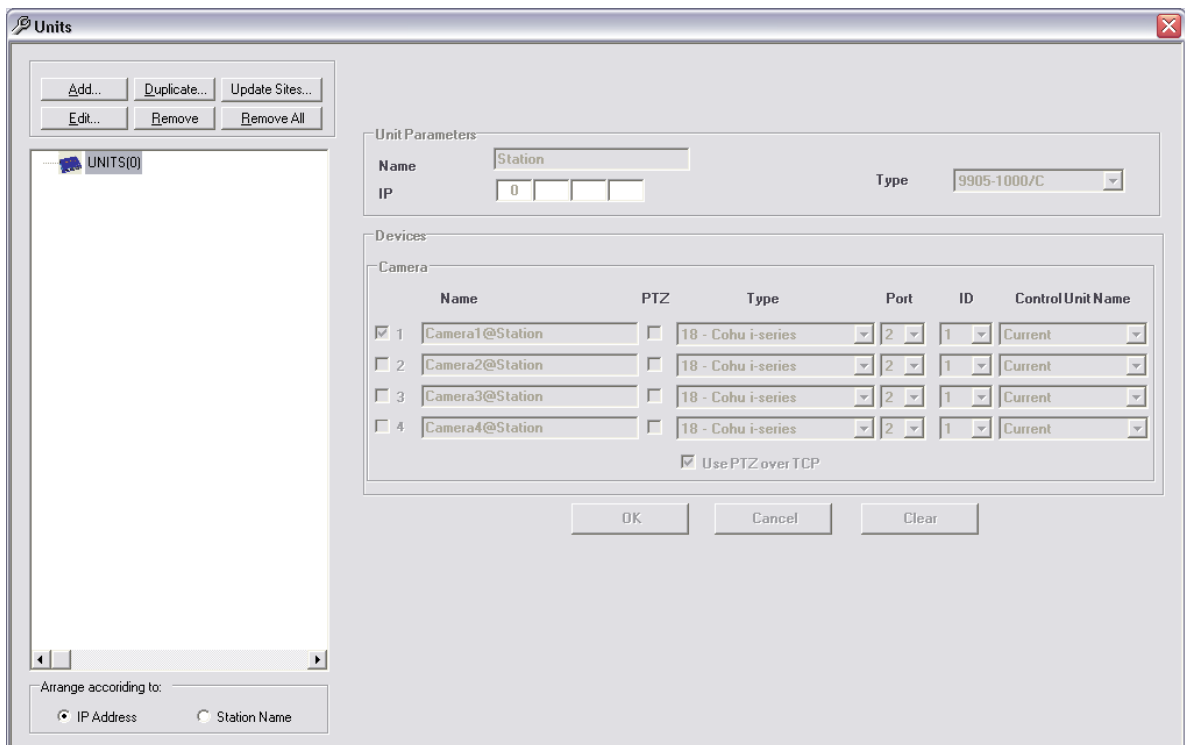 Units
Add... Duplicate... Update Sites...
Edit... Remove Remove All
UNITS(0)
Arrange accoriding to:
IP Address Station Name
Unit Parameters
Name Station
IP 0
Type 9905-1000/C
Devices
Camera
Name PTZ Type Port ID Control Unit Name
1 Camera1@Station 18 - Cohu i-series 2 1 Current
2 Camera2@Station 18 - Cohu i-series 2 1 Current
3 Camera3@Station 18 - Cohu i-series 2 1 Current
4 Camera4@Station 18 - Cohu i-series 2 1 Current
Use PTZ over TCP
OK Cancel Clear